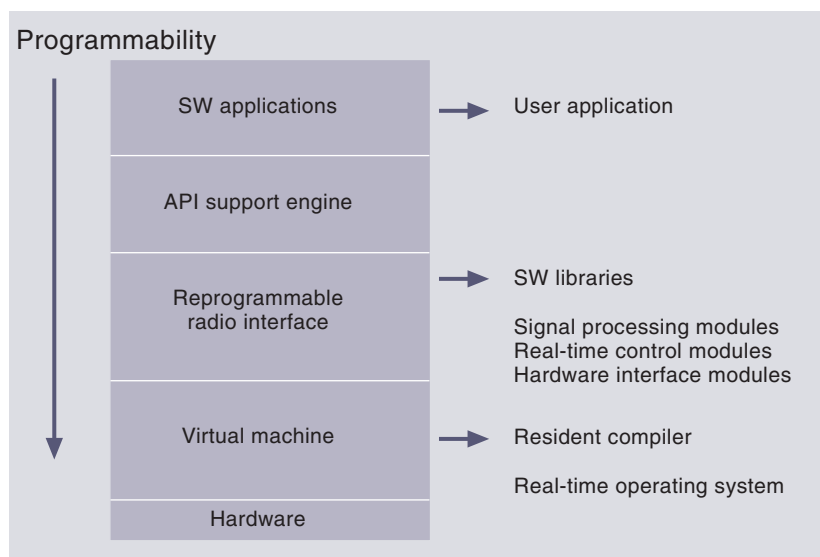 Programmability
SW applications
User application
API support engine
Reprogrammable
radio interface
SW libraries
Signal processing modules
Real-time control modules
Hardware interface modules
Virtual machine
Resident compiler
Real-time operating system
Hardware